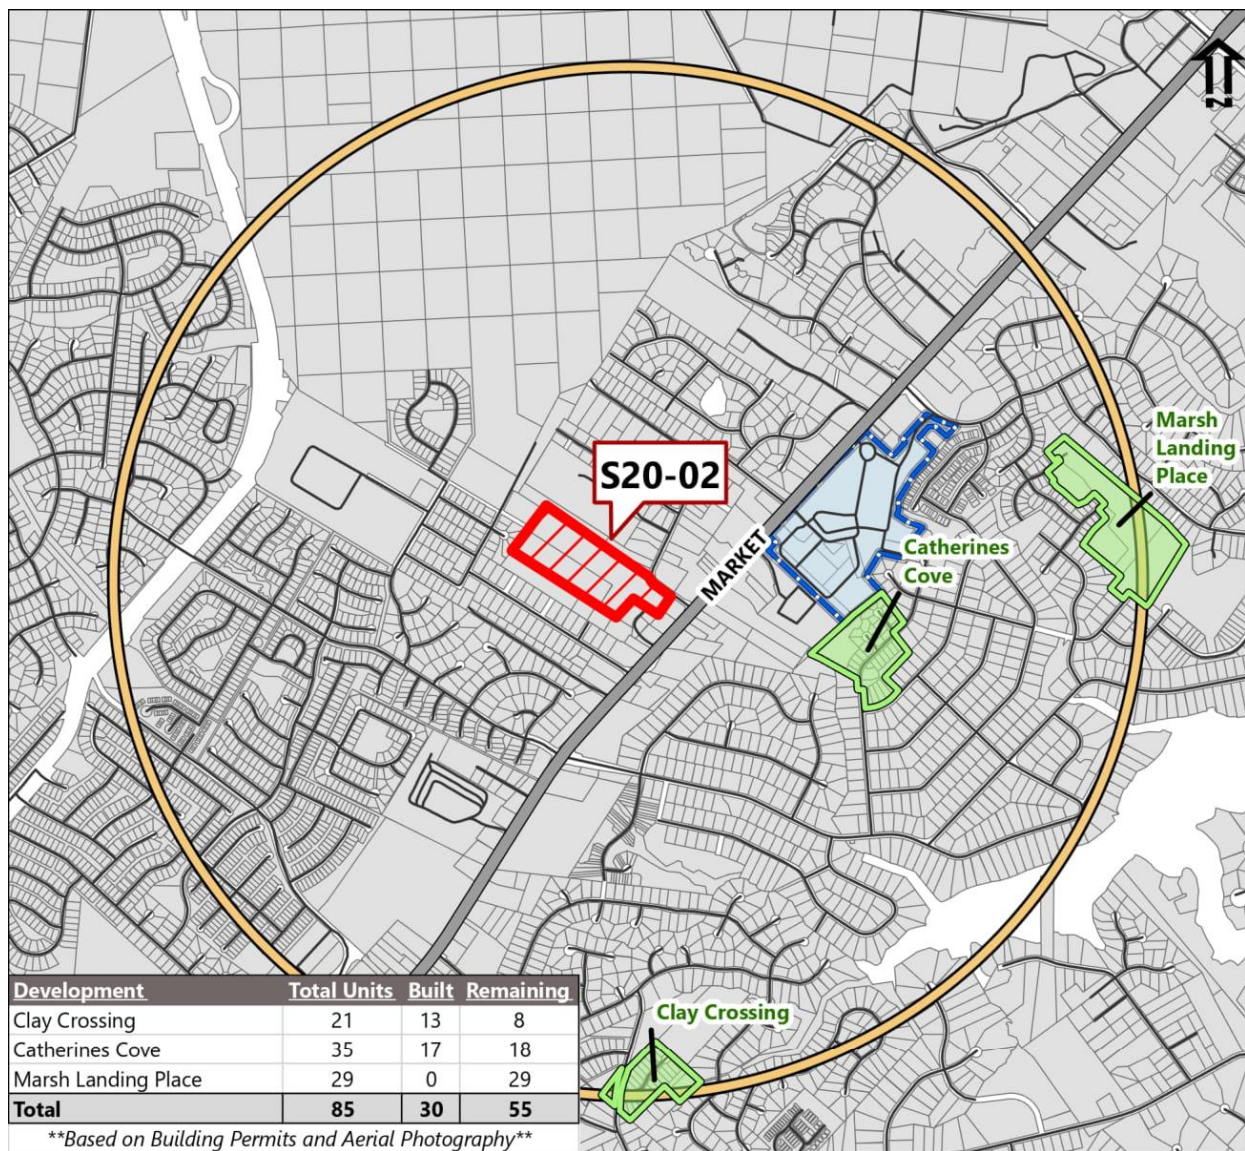 N
Marsh
Landing
Place
S20-02
MARKET
Catherines
Cove
Clay Crossing
Development Total Units Built Remaining
Clay Crossing 21 13 8
Catherines Cove 35 17 18
Marsh Landing Place 29 0 29
Total 85 30 55
**Based on Building Permits and Aerial Photography**